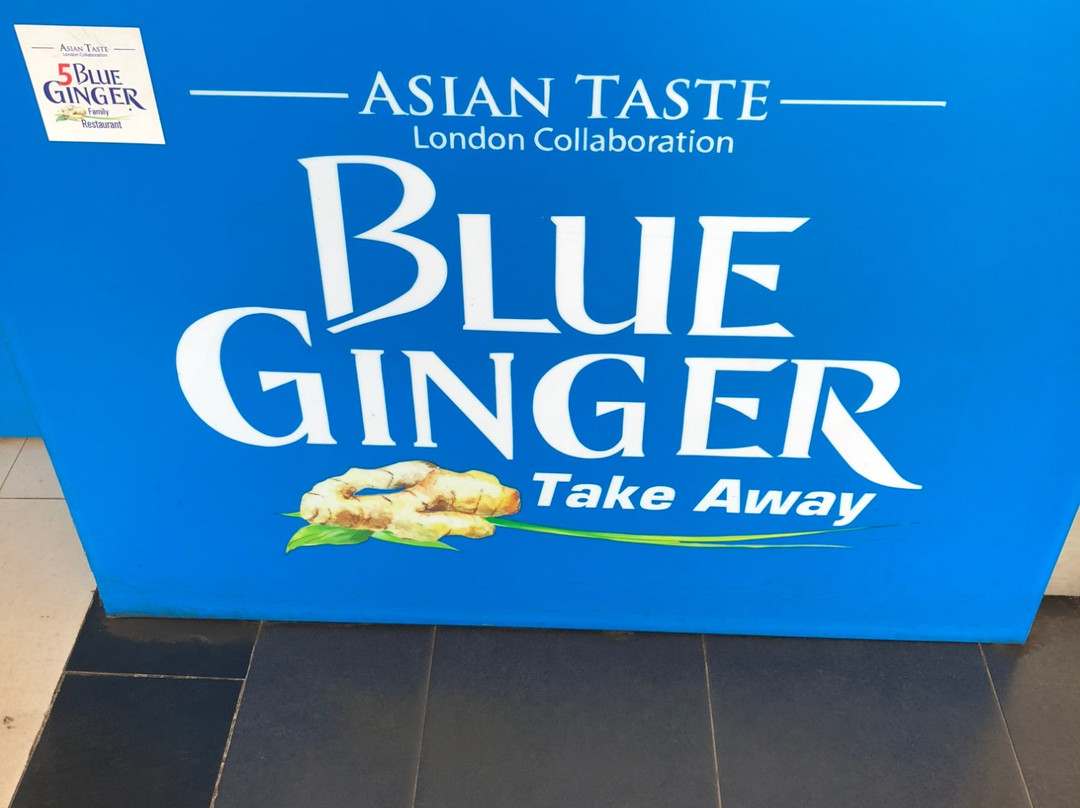 Asian Taste
London Collaboration
5 Blue
Ginger
Family
Restaurant
Asian Taste
London Collaboration
Blue
Ginger
Take Away